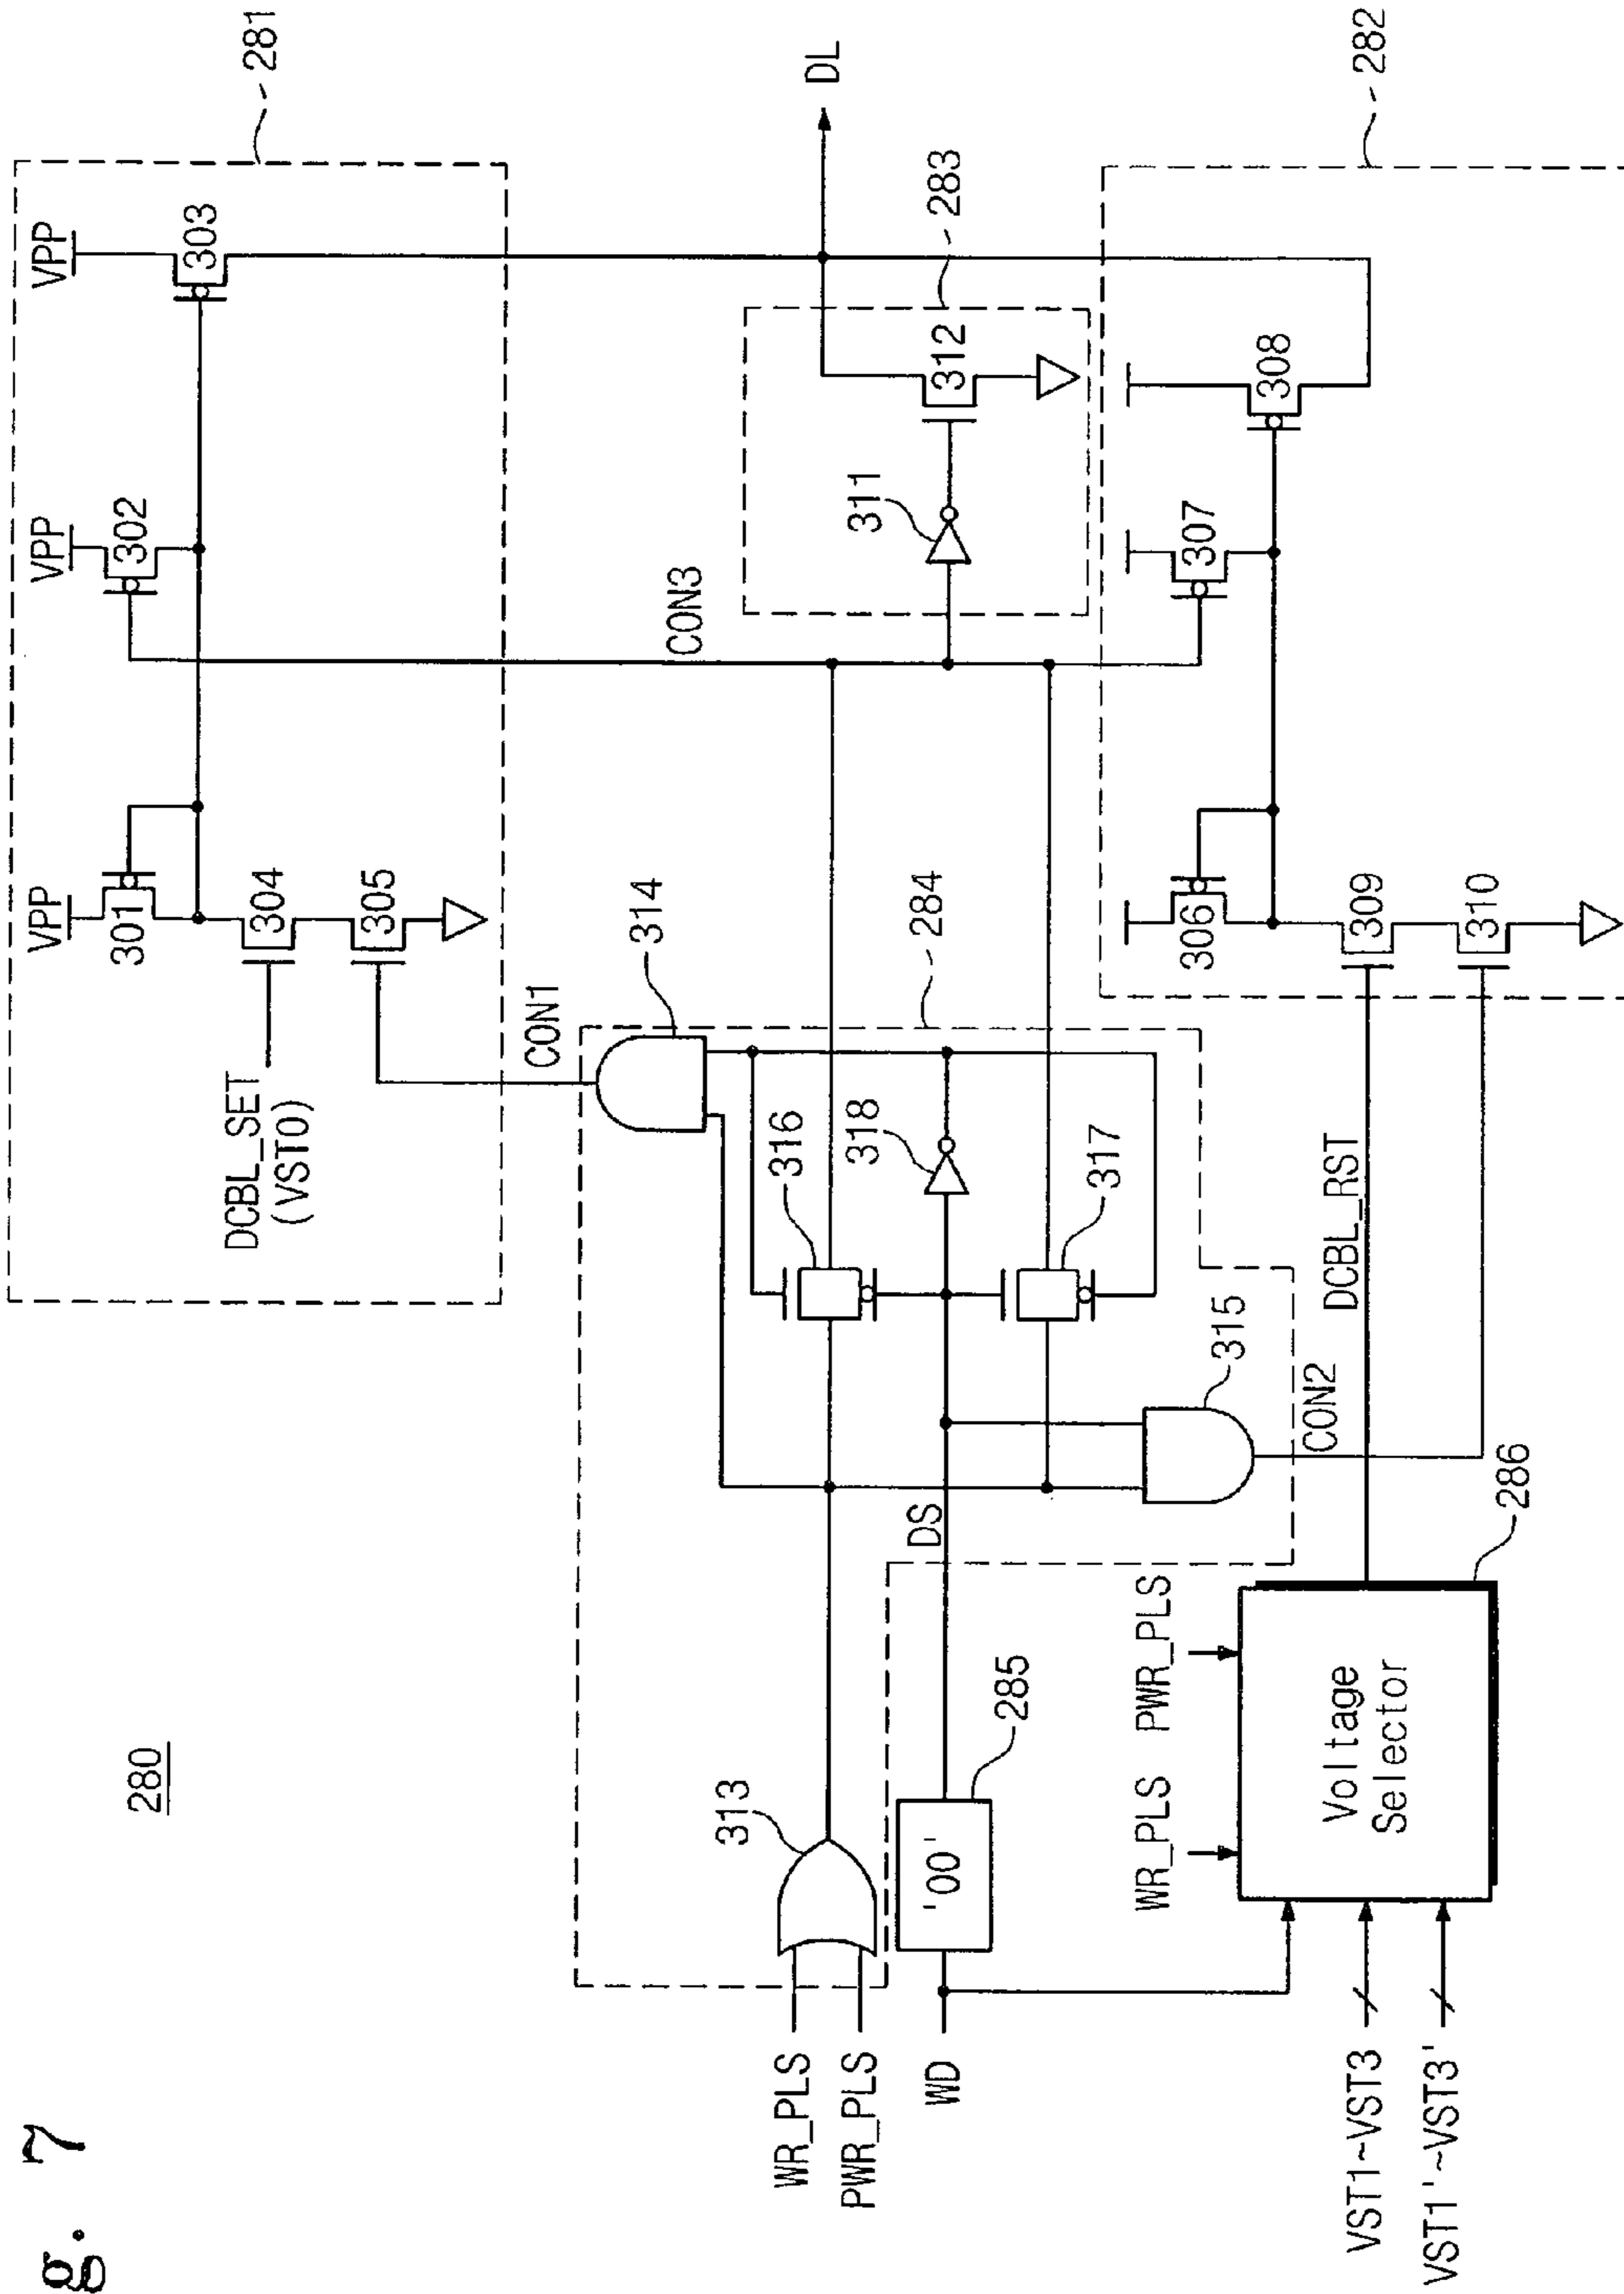 g. 7
280
281
VPP
VPP
VPP
301
302
303
304
305
DCBL_SET
(VST0)
CON1
314
CON3
DL
283
311
312
284
316
318
317
313
WR_PLS
PWR_PLS
DS
WD
'00'
285
315
CON2
282
306
307
308
309
310
DCBL_RST
WR_PLS
PWR_PLS
Voltage
Selector
286
VST1~VST3
VST1'~VST3'